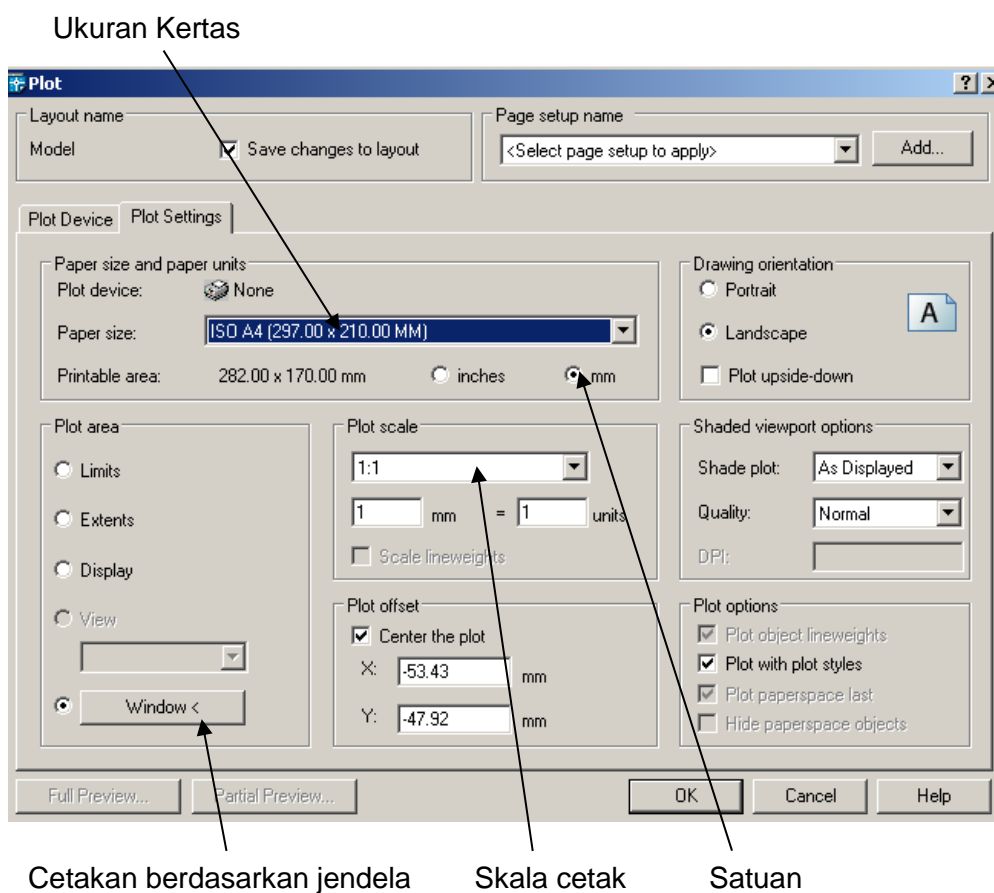 Ukuran Kertas
Plot
Layout name
Model
Save changes to layout
Page setup name
<Select page setup to apply>
Add...
Plot Device
Plot Settings
Paper size and paper units
Plot device:
None
Paper size:
ISO A4 (297.00 x 210.00 MM)
Printable area:
282.00 x 170.00 mm
inches
mm
Drawing orientation
Portrait
Landscape
A
Plot upside-down
Plot area
Limits
Extents
Display
View
Window <
Plot scale
1:1
1 mm = 1 units
Scale lineweights
Plot offset
Center the plot
X: -53.43 mm
Y: -47.92 mm
Shaded viewport options
Shade plot: As Displayed
Quality: Normal
DPI:
Plot options
Plot object lineweights
Plot with plot styles
Plot paperspace last
Hide paperspace objects
Full Preview...
Partial Preview...
OK
Cancel
Help
Cetakan berdasarkan jendela
Skala cetak
Satuan